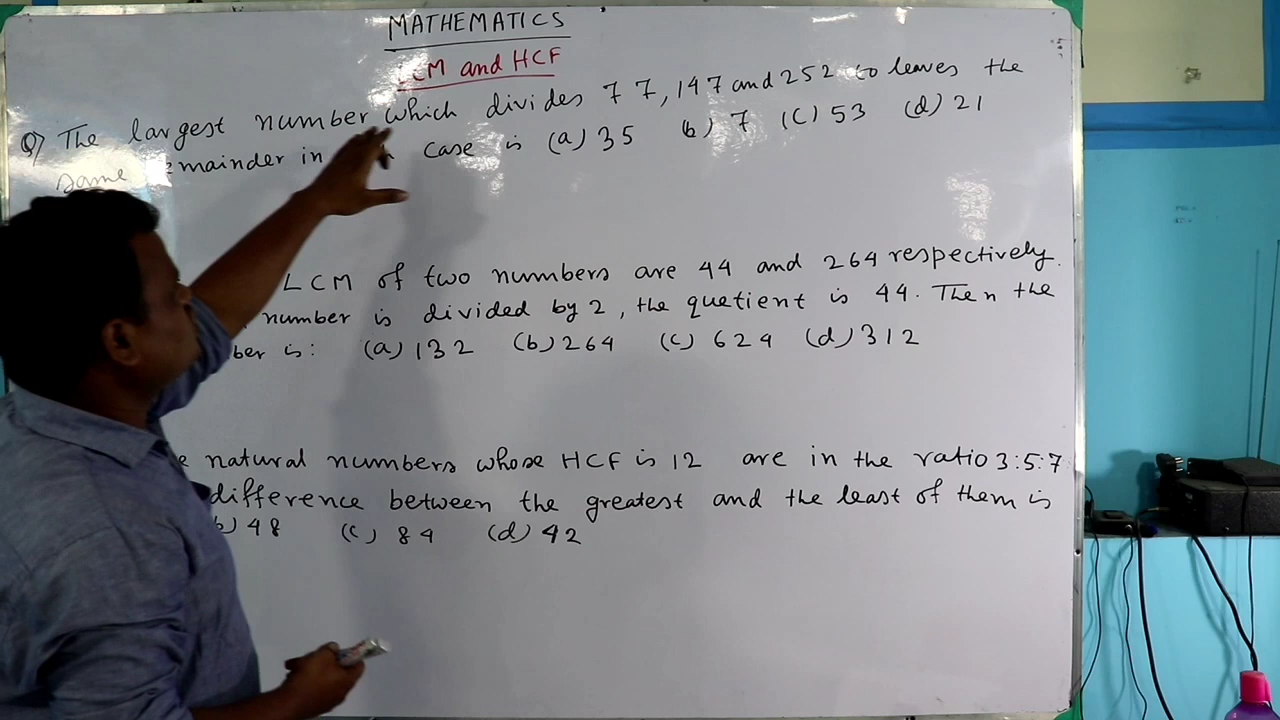 MATHEMATICS
LCM and HCF
Q) The largest number which divides 77, 147 and 252 to leaves the
same remainder in case is (a) 35 (b) 7 (c) 53 (d) 21
LCM of two numbers are 44 and 264 respectively.
number is divided by 2, the quetient is 44. Then the
is: (a) 132 (b) 264 (c) 624 (d) 312
natural numbers whose HCF is 12 are in the ratio 3:5:7
difference between the greatest and the least of them is
b) 48 (c) 84 (d) 42